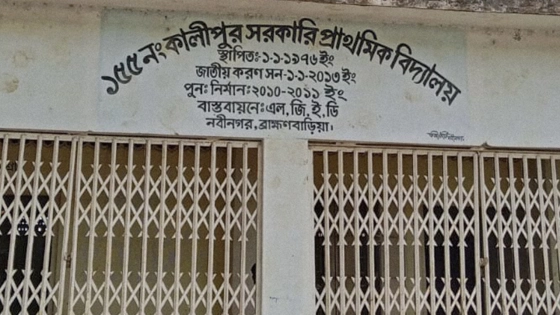 ১৫৫নং কালীপুর সরকারি প্রাথমিক বিদ্যালয়
স্থাপিতঃ-১-১-১৯৭৬ ইং
জাতীয় করণ সন-১-১-২০১৩ ইং
পুনঃ নির্মানঃ২০১০-২০১১ ইং
বাস্তবায়নেঃএল,জি,ই,ডি
নবীনগর, ব্রাহ্মণবাড়িয়া।